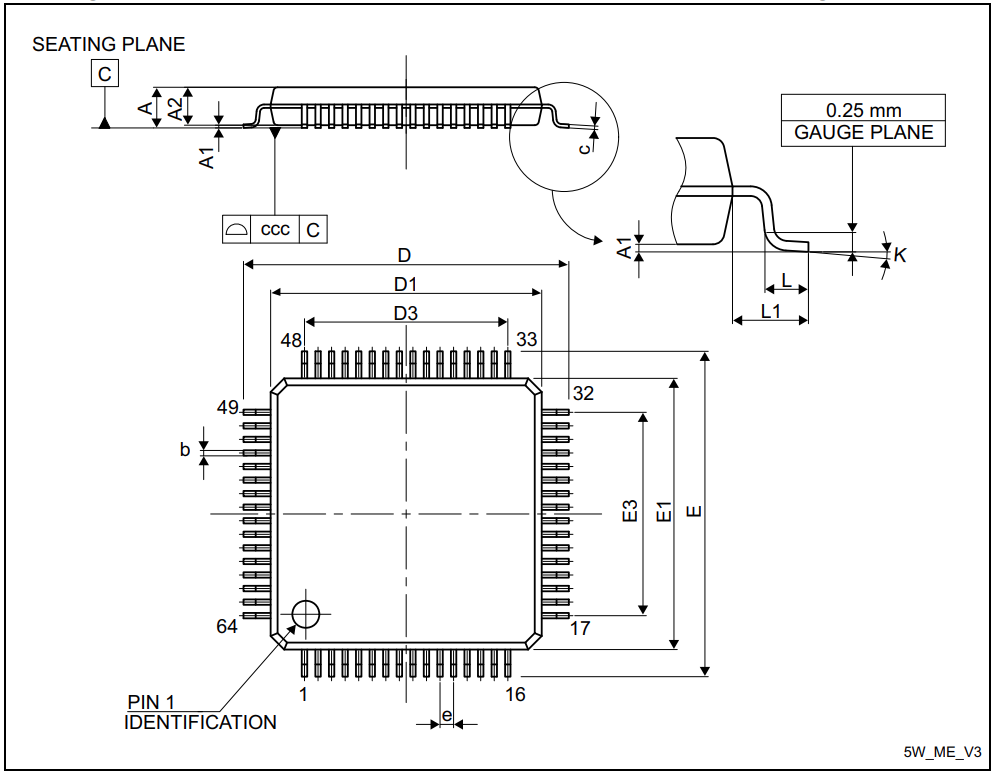 SEATING PLANE
C
A
A2
A1
c
ccc C
0.25 mm
GAUGE PLANE
A1
K
L
L1
D
D1
D3
48
33
49
32
b
E3
E1
E
64
17
PIN 1
IDENTIFICATION
1
16
e
5W_ME_V3